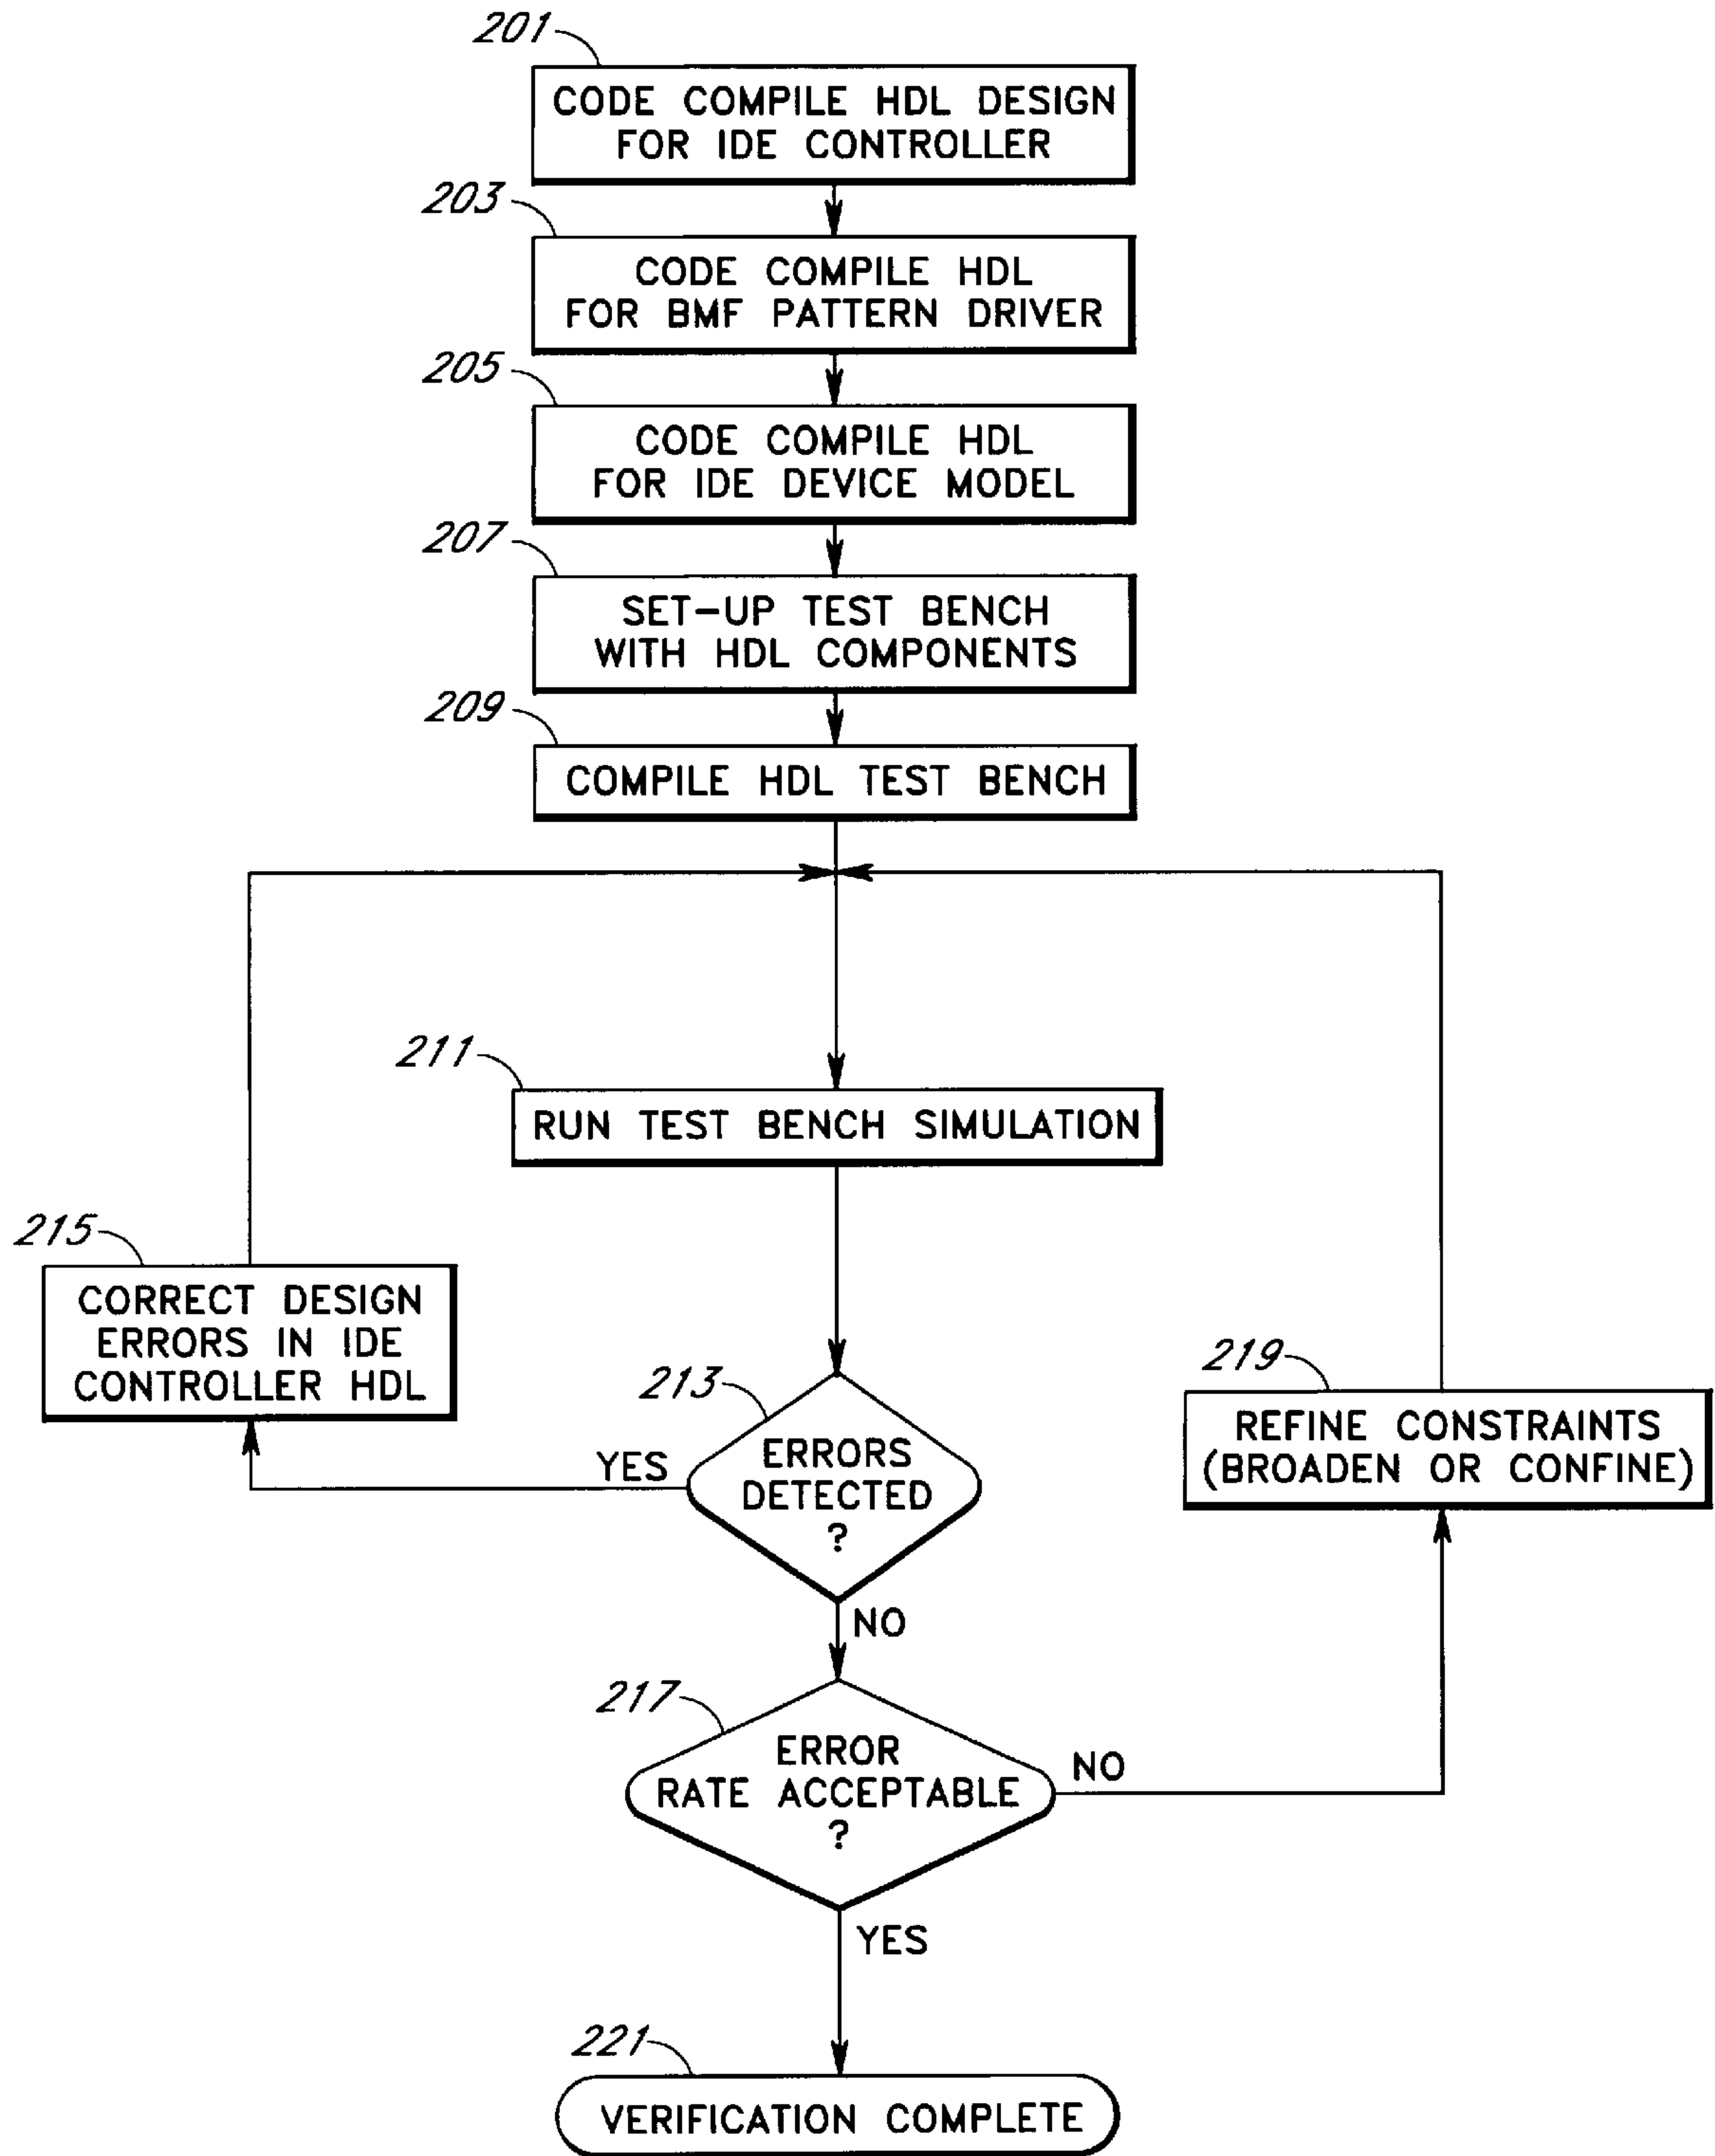 201
CODE COMPILE HDL DESIGN
FOR IDE CONTROLLER
203
CODE COMPILE HDL
FOR BMF PATTERN DRIVER
205
CODE COMPILE HDL
FOR IDE DEVICE MODEL
207
SET-UP TEST BENCH
WITH HDL COMPONENTS
209
COMPILE HDL TEST BENCH
211
RUN TEST BENCH SIMULATION
215
CORRECT DESIGN
ERRORS IN IDE
CONTROLLER HDL
213
ERRORS
DETECTED
?
YES
NO
219
REFINE CONSTRAINTS
(BROADEN OR CONFINE)
217
ERROR
RATE ACCEPTABLE
?
NO
YES
221
VERIFICATION COMPLETE